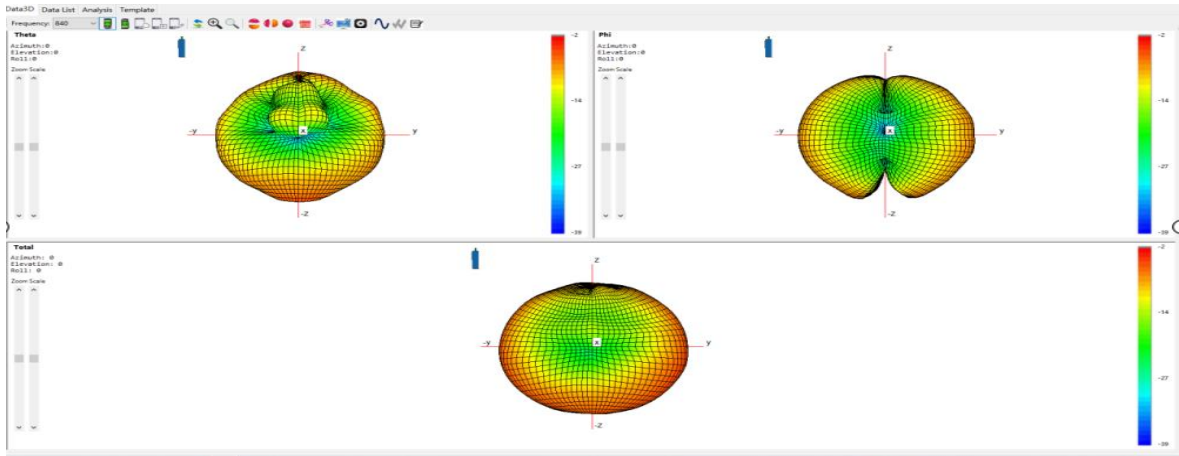 Data3D Data List Analysis Template
Frequency: 840
Theta
Azimuth:0
Elevation:0
Roll:0
Zoom Scale
Z
-y
x
y
-Z
-2
-14
-27
-39
Phi
Azimuth:0
Elevation:0
Roll:0
Zoom Scale
Z
-y
x
y
-Z
-2
-14
-27
-39
Total
Azimuth: 0
Elevation: 0
Roll: 0
Zoom Scale
Z
-y
x
y
-Z
-2
-14
-27
-39